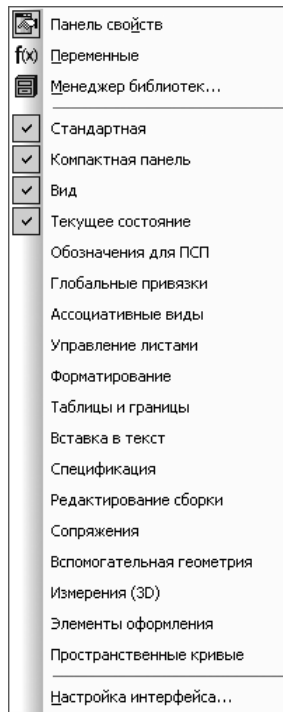 Панель свойств
f(x) Переменные
Менеджер библиотек...
Стандартная
Компактная панель
Вид
Текущее состояние
Обозначения для ПСП
Глобальные привязки
Ассоциативные виды
Управление листами
Форматирование
Таблицы и границы
Вставка в текст
Спецификация
Редактирование сборки
Сопряжения
Вспомогательная геометрия
Измерения (3D)
Элементы оформления
Пространственные кривые
Настройка интерфейса...